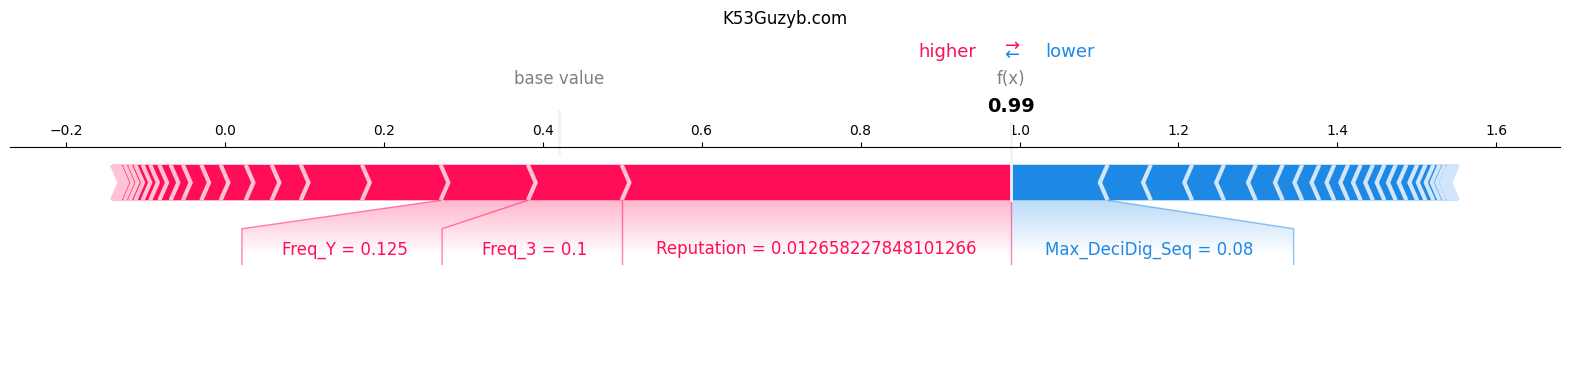 K53Guzyb.com
higher ⇄ lower
base value f(x)
0.99
−0.2 0.0 0.2 0.4 0.6 0.8 1.0 1.2 1.4 1.6
Freq_Y = 0.125 Freq_3 = 0.1 Reputation = 0.012658227848101266 Max_DeciDig_Seq = 0.08